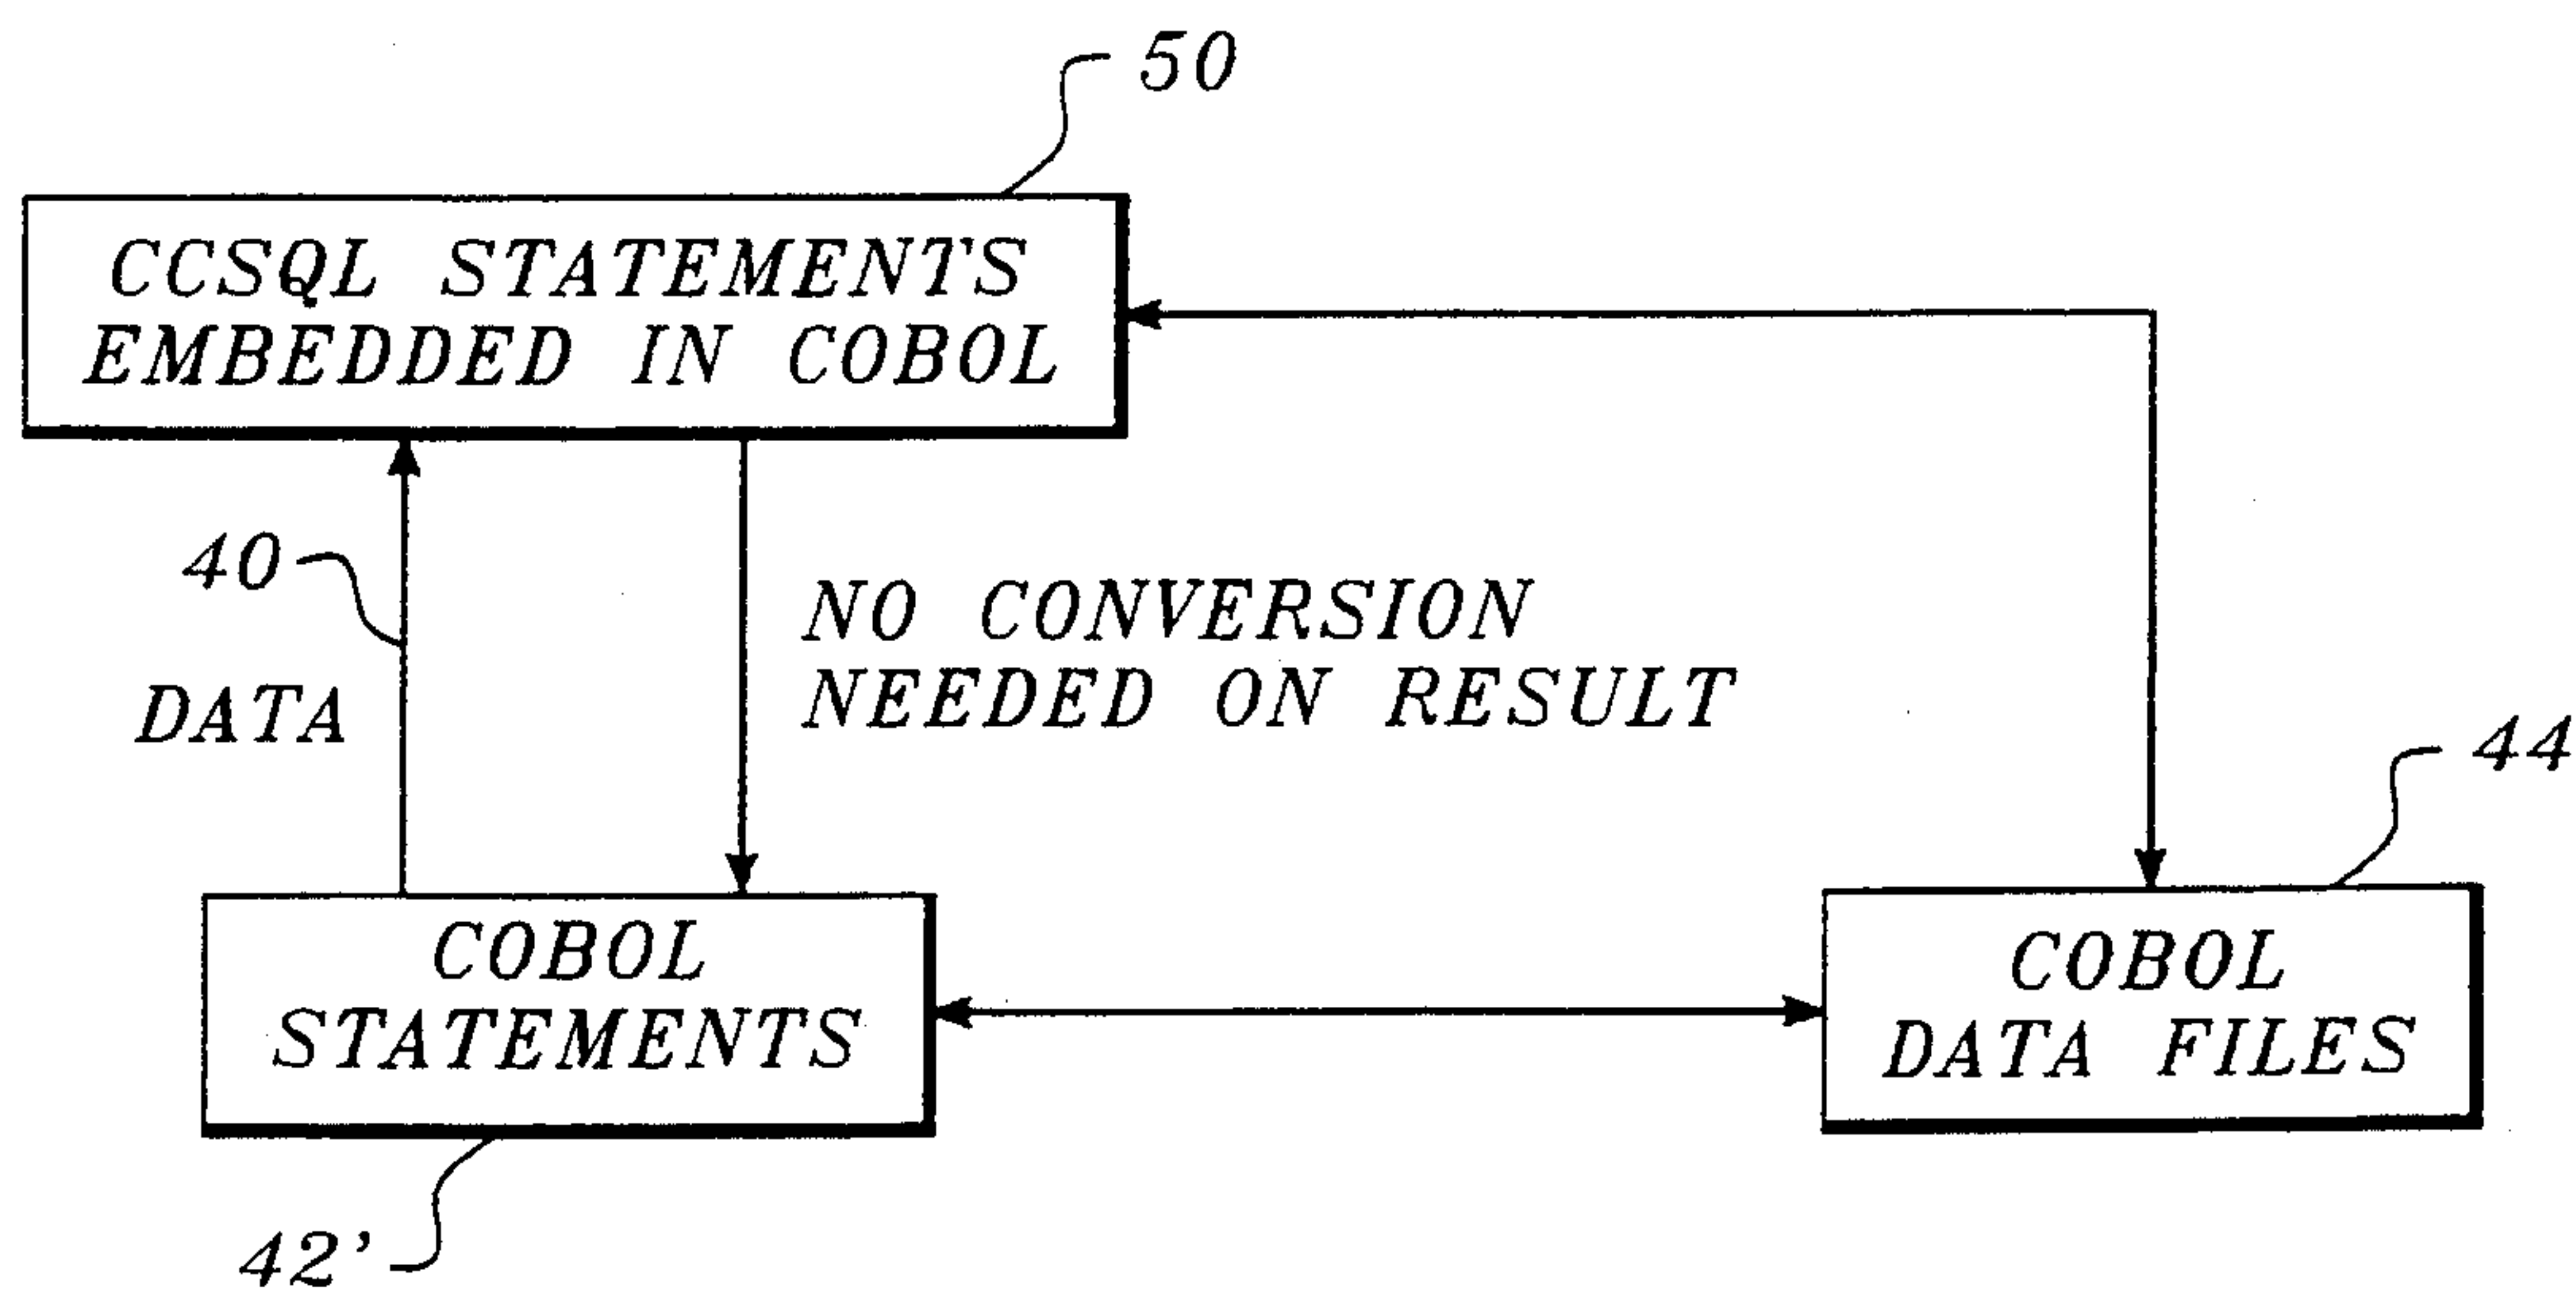 50
CCSQL STATEMENTS
EMBEDDED IN COBOL
40
DATA
NO CONVERSION
NEEDED ON RESULT
44
COBOL
STATEMENTS
COBOL
DATA FILES
42'